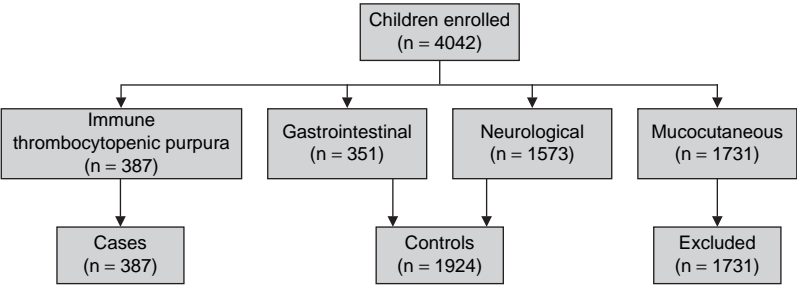 Children enrolled
(n = 4042)
Immune
thrombocytopenic purpura
(n = 387)
Gastrointestinal
(n = 351)
Neurological
(n = 1573)
Mucocutaneous
(n = 1731)
Cases
(n = 387)
Controls
(n = 1924)
Excluded
(n = 1731)